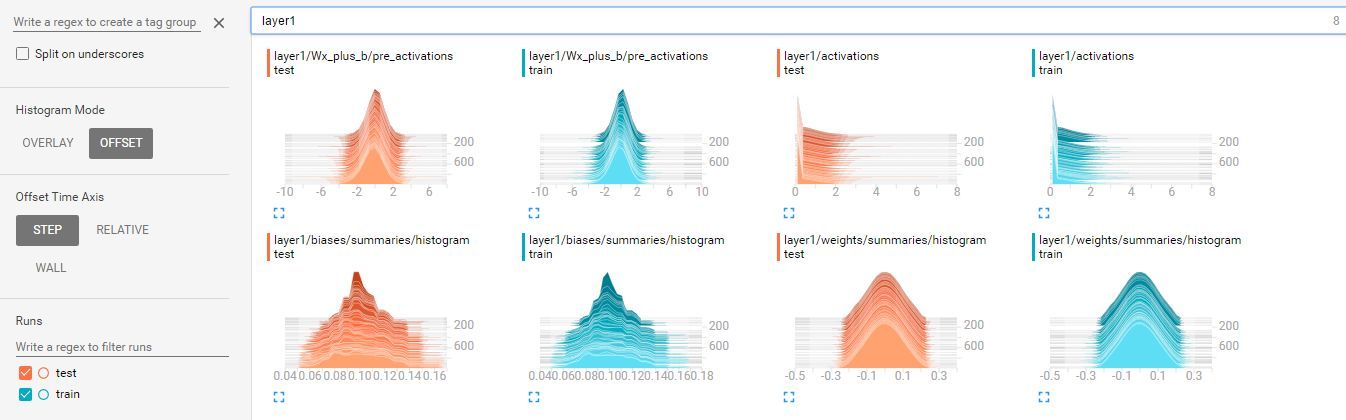 Write a regex to create a tag group
Split on underscores
Histogram Mode
OVERLAY OFFSET
Offset Time Axis
STEP RELATIVE
WALL
Runs
Write a regex to filter runs
test
train
layer1 8
layer1/Wx_plus_b/pre_activations
test
200
600
-10 -6 -2 2 6
layer1/Wx_plus_b/pre_activations
train
200
600
-10 -6 -2 2 6 10
layer1/activations
test
200
600
0 2 4 6 8
layer1/activations
train
200
600
0 2 4 6 8
layer1/biases/summaries/histogram
test
200
600
0.04 0.06 0.08 0.10 0.12 0.14 0.16
layer1/biases/summaries/histogram
train
200
600
0.04 0.06 0.08 0.10 0.12 0.14 0.16 0.18
layer1/weights/summaries/histogram
test
200
600
-0.5 -0.3 -0.1 0.1 0.3
layer1/weights/summaries/histogram
train
200
600
-0.5 -0.3 -0.1 0.1 0.3